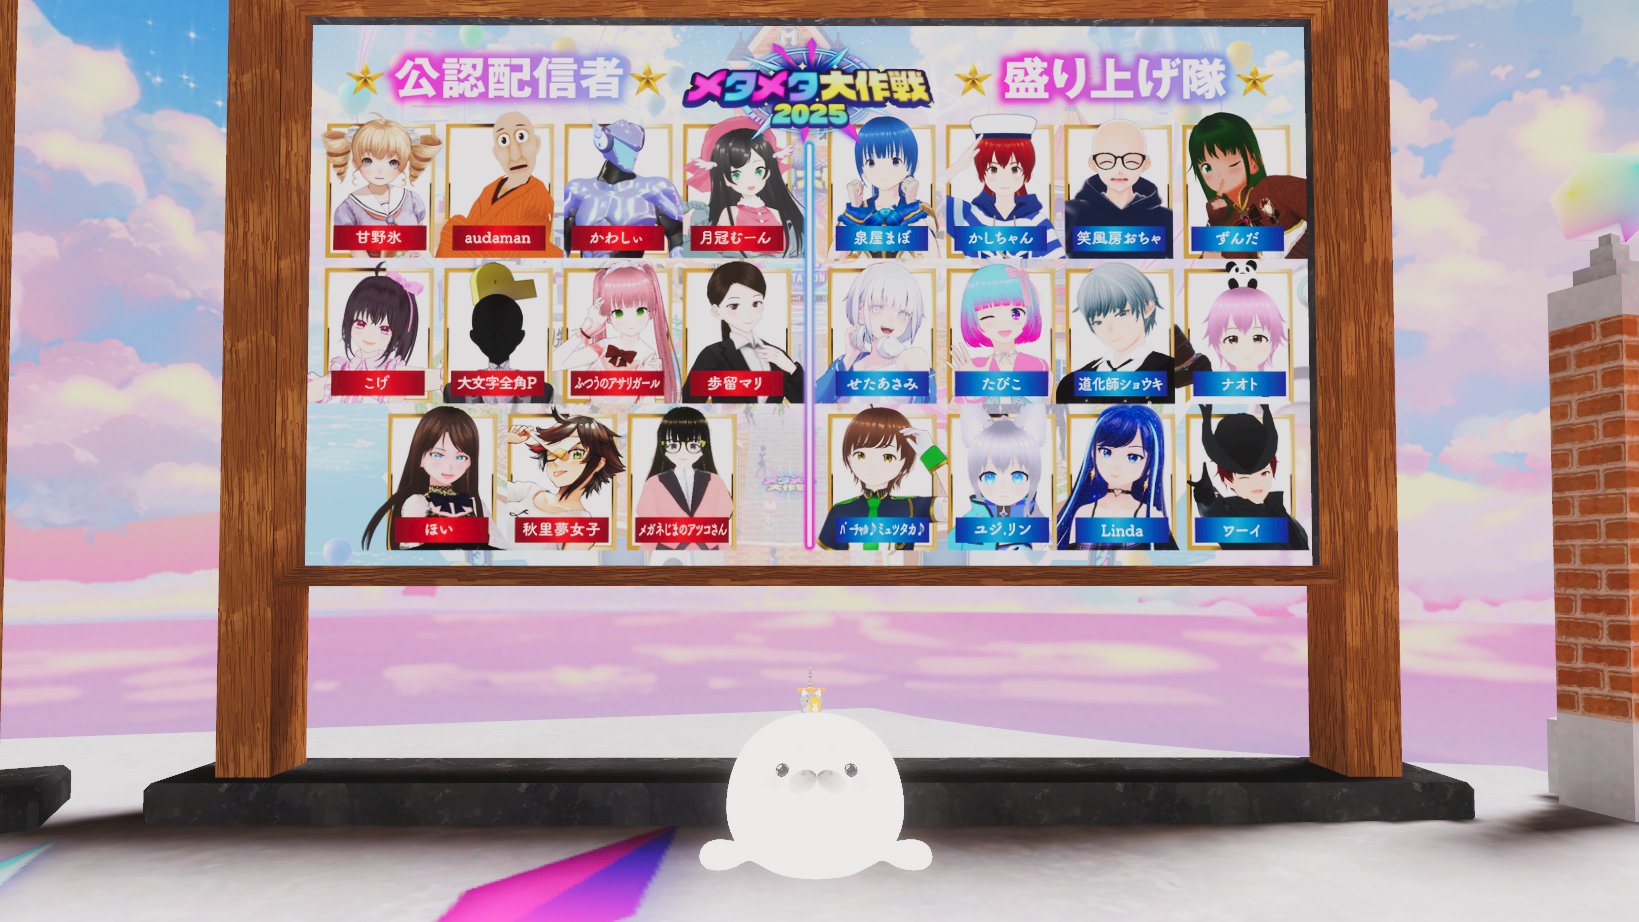 公認配信者
メタメタ大作戦
2025
盛り上げ隊
甘野氷
audaman
かわしぃ
月冠むーん
泉屋まぽ
かしちゃん
笑風房おちゃ
ずんだ
こげ
大文字全角P
ふつうのアサリガール
歩留マリ
せたあさみ
たぴこ
道化師ショウキ
ナオト
ほい
秋里夢女子
メガネじまのアツコさん
バーチャル♪ミュツタカ♪
ユジ.リン
Linda
ワーイ